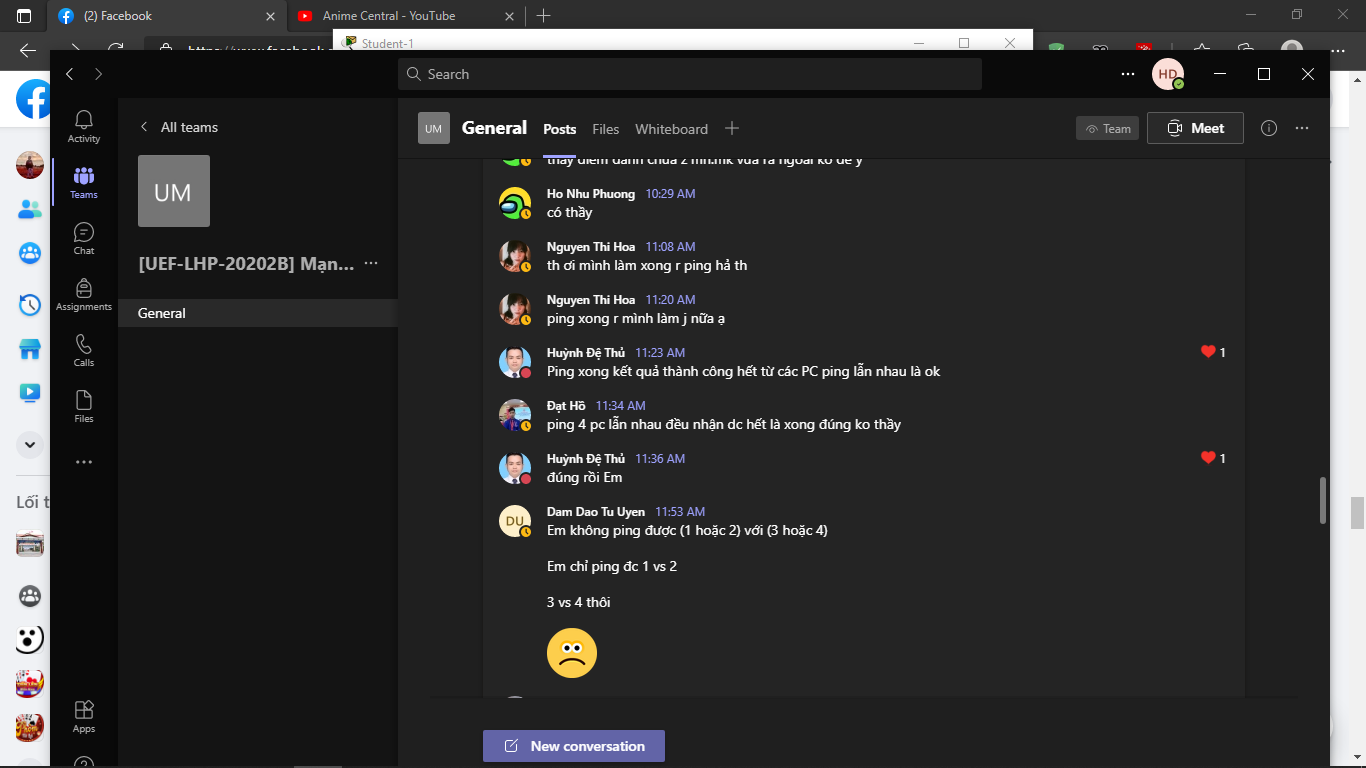 (2) Facebook
Anime Central - YouTube
Student-1
Search
HD
Activity
Teams
Chat
Assignments
Calls
Files
Apps
All teams
UM
[UEF-LHP-20202B] Mạn...
General
UM
General
Posts
Files
Whiteboard
Team
Meet
Ho Nhu Phuong 10:29 AM
có thầy
Nguyen Thi Hoa 11:08 AM
th ơi mình làm xong r ping hả th
Nguyen Thi Hoa 11:20 AM
ping xong r mình làm j nữa ạ
Huỳnh Đệ Thủ 11:23 AM
1
Ping xong kết quả thành công hết từ các PC ping lẫn nhau là ok
Đạt Hồ 11:34 AM
ping 4 pc lẫn nhau đều nhận dc hết là xong đúng ko thầy
Huỳnh Đệ Thủ 11:36 AM
1
đúng rồi Em
DU
Dam Dao Tu Uyen 11:53 AM
Em không ping được (1 hoặc 2) với (3 hoặc 4)
Em chỉ ping đc 1 vs 2
3 vs 4 thôi
New conversation
Lối t